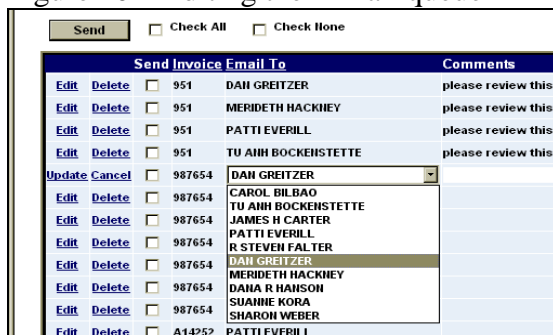 Send Check All Check None
Send Invoice Email To Comments
Edit Delete 951 DAN GREITZER please review this
Edit Delete 951 MERIDETH HACKNEY please review this
Edit Delete 951 PATTI EVERILL please review this
Edit Delete 951 TU ANH BOCKENSTETTE please review this
Update Cancel 987654 DAN GREITZER
Edit Delete 987654 CAROL BILBAO
TU ANH BOCKENSTETTE
Edit Delete 987654 JAMES H CARTER
PATTI EVERILL
Edit Delete 987654 R STEVEN FALTER
Edit Delete 987654 DAN GREITZER
MERIDETH HACKNEY
Edit Delete 987654 DANA R HANSON
Edit Delete 987654 SUANNE KORA
SHARON WEBER
Edit Delete A14252 PATTI EVERILL